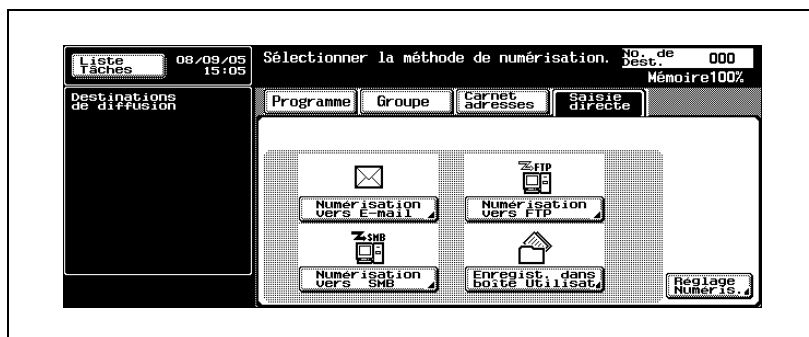 Liste
Tâches
08/09/05
15:05
Sélectionner la méthode de numérisation.
No. de
Dest.
000
Mémoire100%
Destinations
de diffusion
Programme
Groupe
Carnet
adresses
Saisie
directe
Numérisation
vers E-mail
FTP
Numérisation
vers FTP
SMB
Numérisation
vers SMB
Enregist. dans
boîte Utilisat.
Réglage
Numéris.